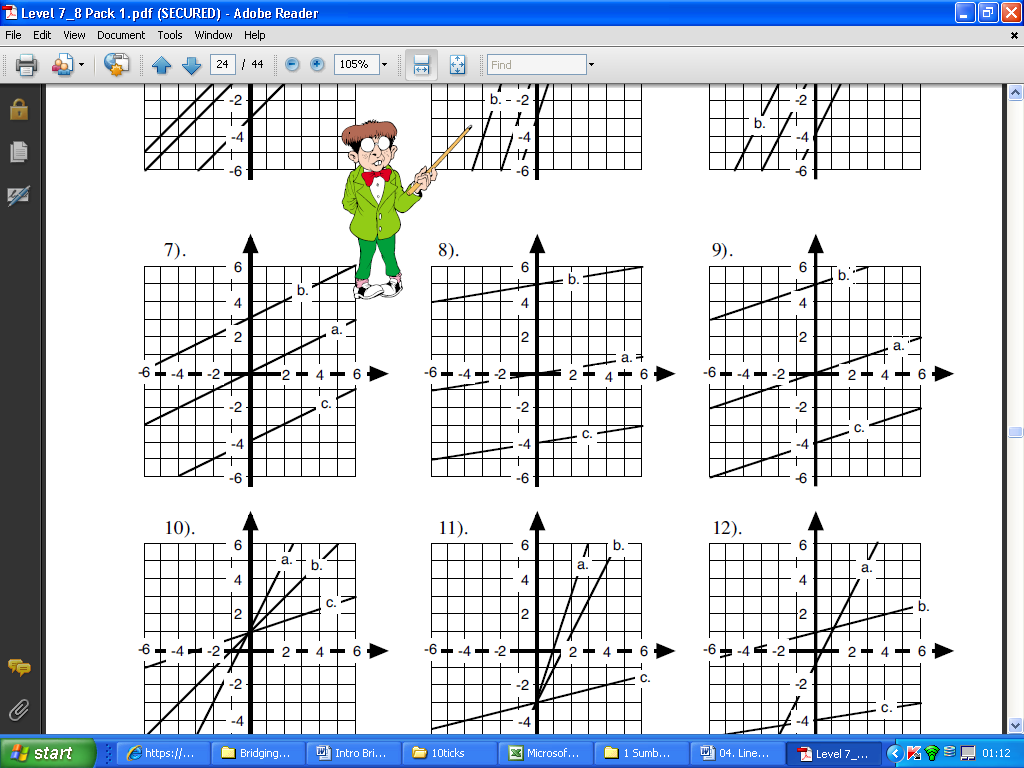 Level 7_8 Pack 1.pdf (SECURED) - Adobe Reader
File Edit View Document Tools Window Help
24 / 44 105% Find
-2 b. -2 b. -2
-4 -4 -4
-6 -6 -6
7). 8). 9).
6 6 6
b. b. b.
4 4 4
2 a. 2 a. 2 a.
-6 -4 -2 2 4 6 -6 -4 -2 2 4 6 -6 -4 -2 2 4 6
-2 c. -2 -2
-4 -4 c. -4 c.
-6 -6 -6
10). 11). 12).
6 6 b. 6
a. b. a. a.
4 4 4
2 c. 2 2 b.
-6 -4 -2 2 4 6 -6 -4 -2 2 4 6 -6 -4 -2 2 4 6
-2 -2 c. -2
-4 -4 -4 c.
start https://... Bridging... Intro Bri... 10ticks Microsof... 1 Sumb... 04. Line... Level 7_... 01:12